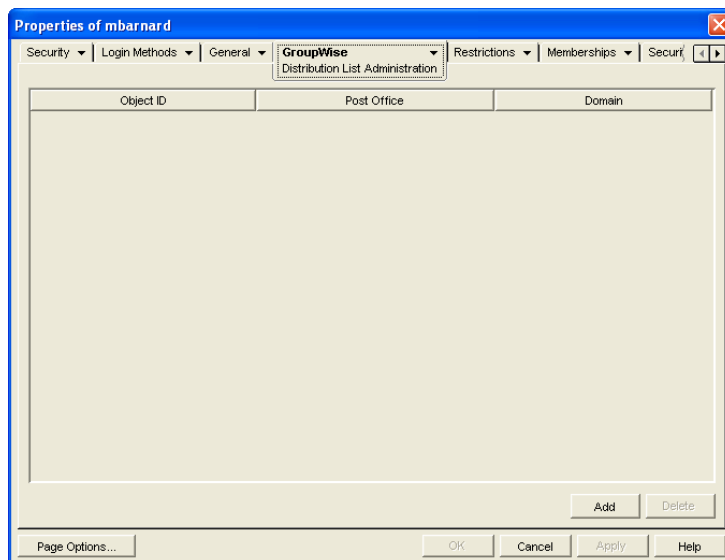 Properties of mbarnard
Security Login Methods General GroupWise Restrictions Memberships Securi
Distribution List Administration
Object ID Post Office Domain
Add Delete
Page Options... OK Cancel Apply Help